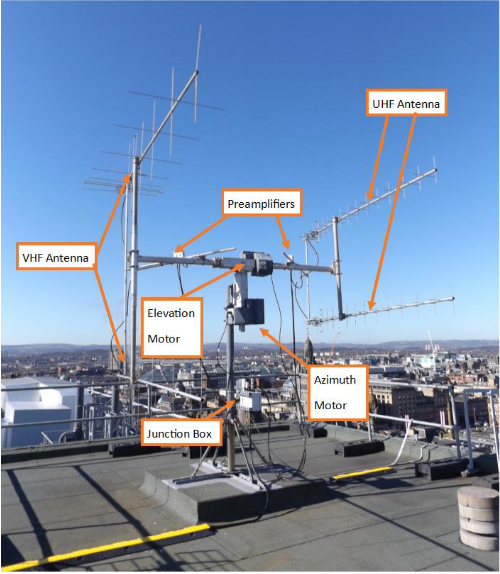 UHF Antenna
Preamplifiers
VHF Antenna
Elevation
Motor
Azimuth
Motor
Junction Box